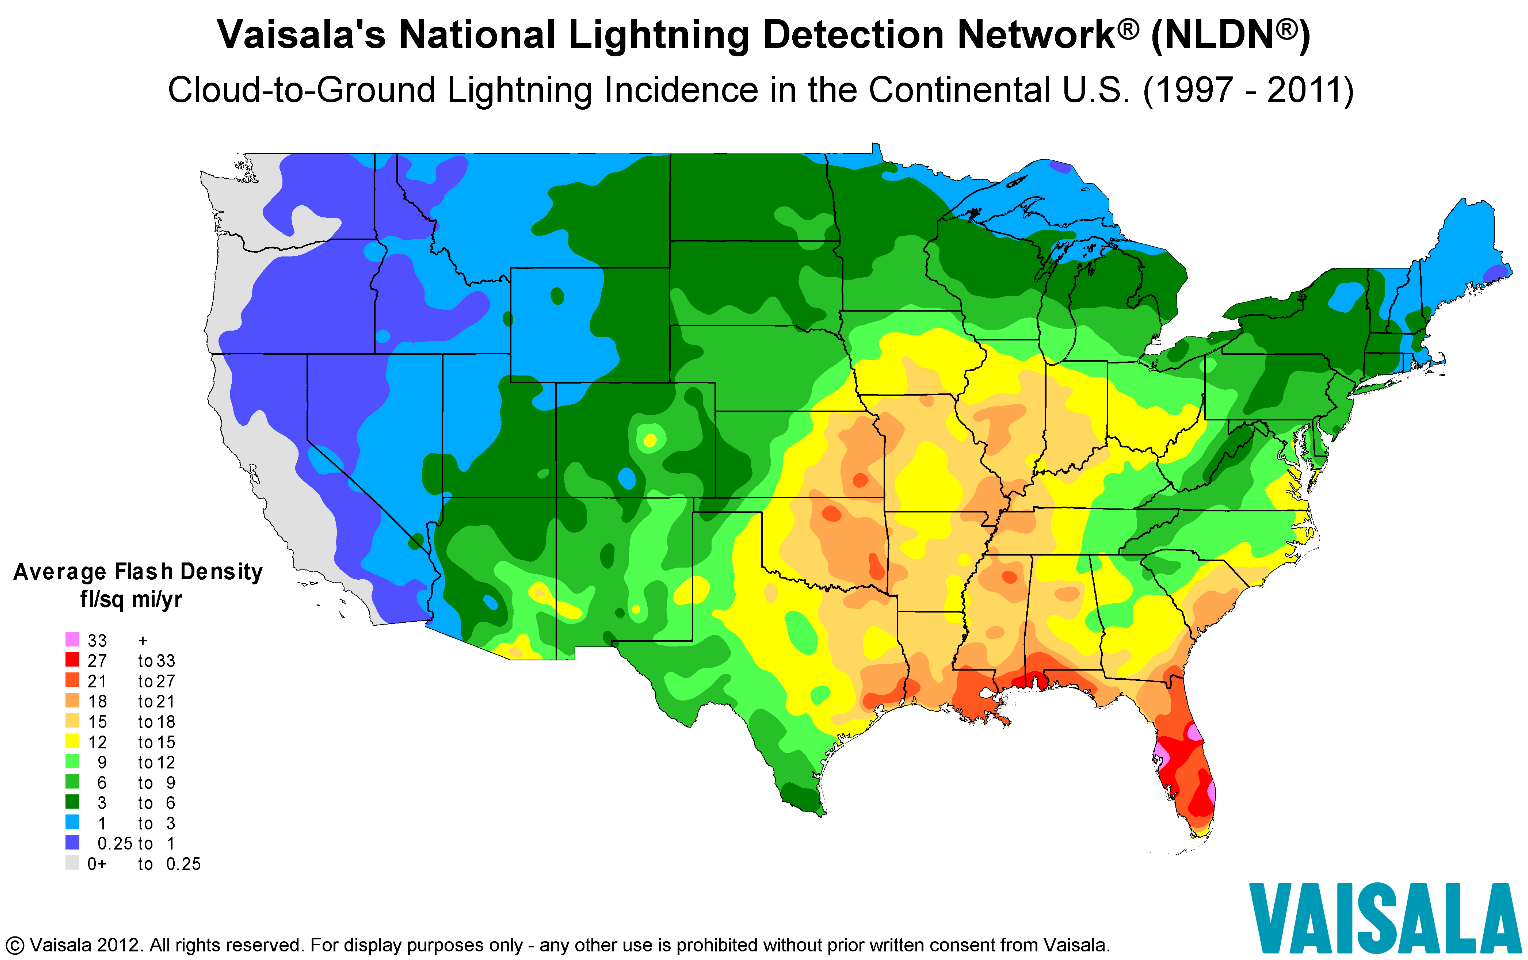 Vaisala's National Lightning Detection Network® (NLDN®)
Cloud-to-Ground Lightning Incidence in the Continental U.S. (1997 - 2011)
Average Flash Density
fl/sq mi/yr
33 +
27 to 33
21 to 27
18 to 21
15 to 18
12 to 15
9 to 12
6 to 9
3 to 6
1 to 3
0.25 to 1
0+ to 0.25
VAISALA
© Vaisala 2012. All rights reserved. For display purposes only - any other use is prohibited without prior written consent from Vaisala.